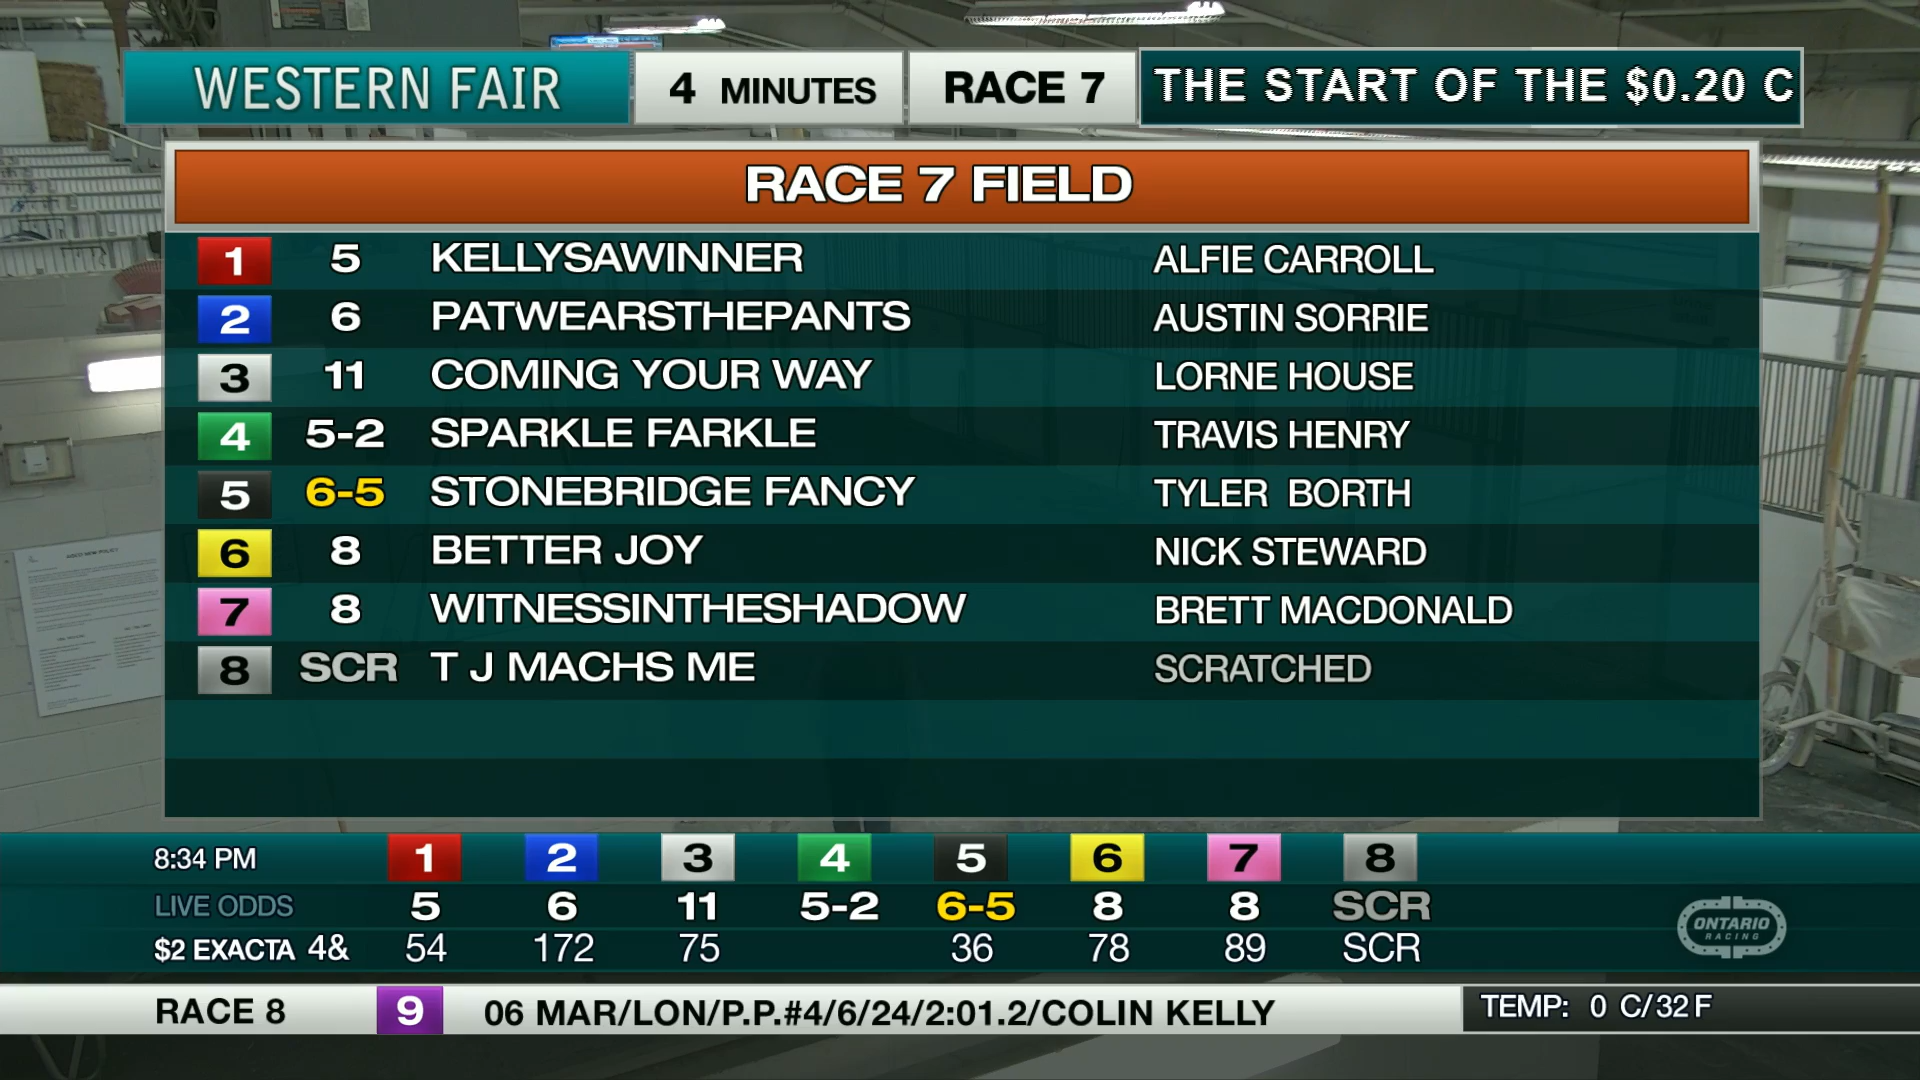 WESTERN FAIR 4 MINUTES RACE 7 THE START OF THE $0.20 C
RACE 7 FIELD
1 5 KELLYSAWINNER ALFIE CARROLL
2 6 PATWEARSTHEPANTS AUSTIN SORRIE
3 11 COMING YOUR WAY LORNE HOUSE
4 5-2 SPARKLE FARKLE TRAVIS HENRY
5 6-5 STONEBRIDGE FANCY TYLER BORTH
6 8 BETTER JOY NICK STEWARD
7 8 WITNESSINTHESHADOW BRETT MACDONALD
8 SCR T J MACHS ME SCRATCHED
8:34 PM 1 2 3 4 5 6 7 8
LIVE ODDS 5 6 11 5-2 6-5 8 8 SCR
$2 EXACTA 4& 54 172 75 36 78 89 SCR
ONTARIO
RACING
RACE 8 9 06 MAR/LON/P.P.#4/6/24/2:01.2/COLIN KELLY TEMP: 0 C/32 F